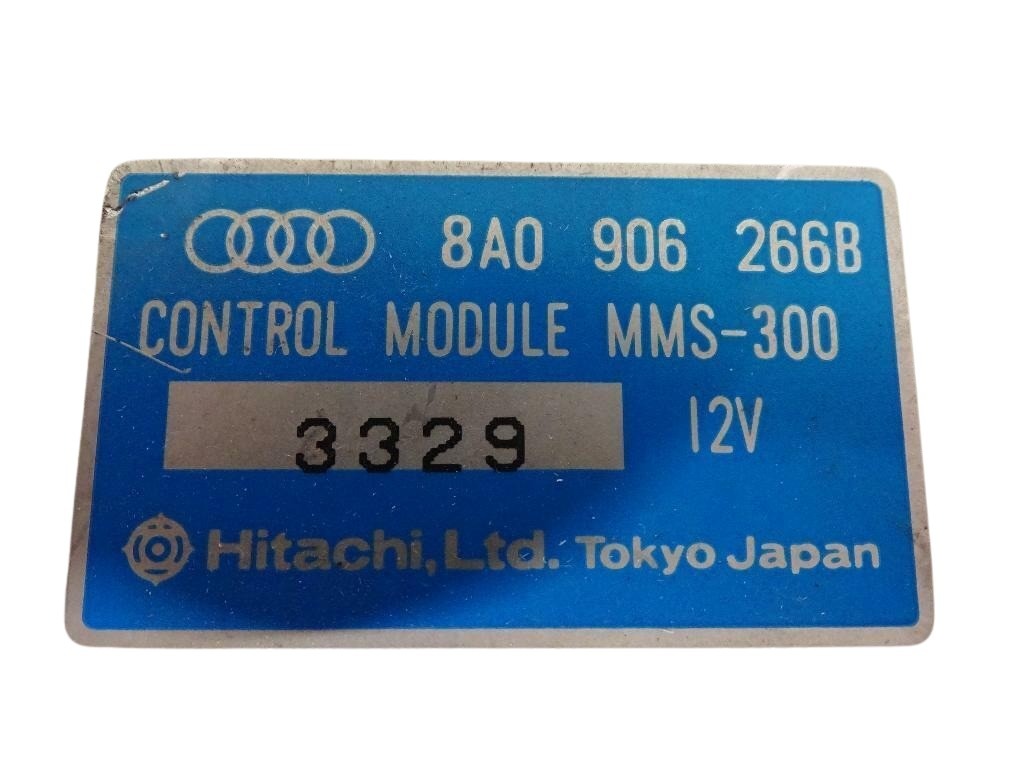 8A0 906 266B
CONTROL MODULE MMS-300
3329 12V
Hitachi, Ltd. Tokyo Japan